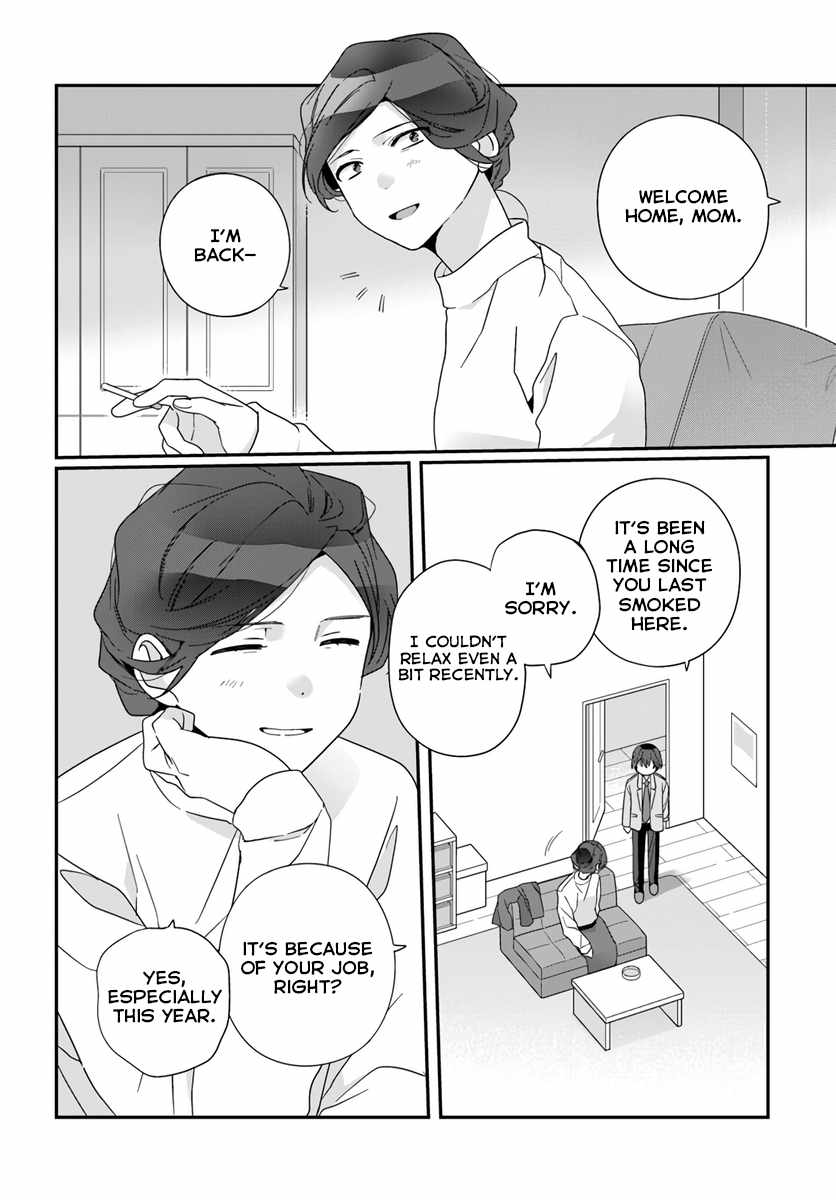 WELCOME
HOME, MOM.
I'M
BACK–
IT'S BEEN
A LONG
TIME SINCE
YOU LAST
SMOKED
HERE.
I'M
SORRY.
I COULDN'T
RELAX EVEN A
BIT RECENTLY.
IT'S BECAUSE
OF YOUR JOB,
RIGHT?
YES,
ESPECIALLY
THIS YEAR.